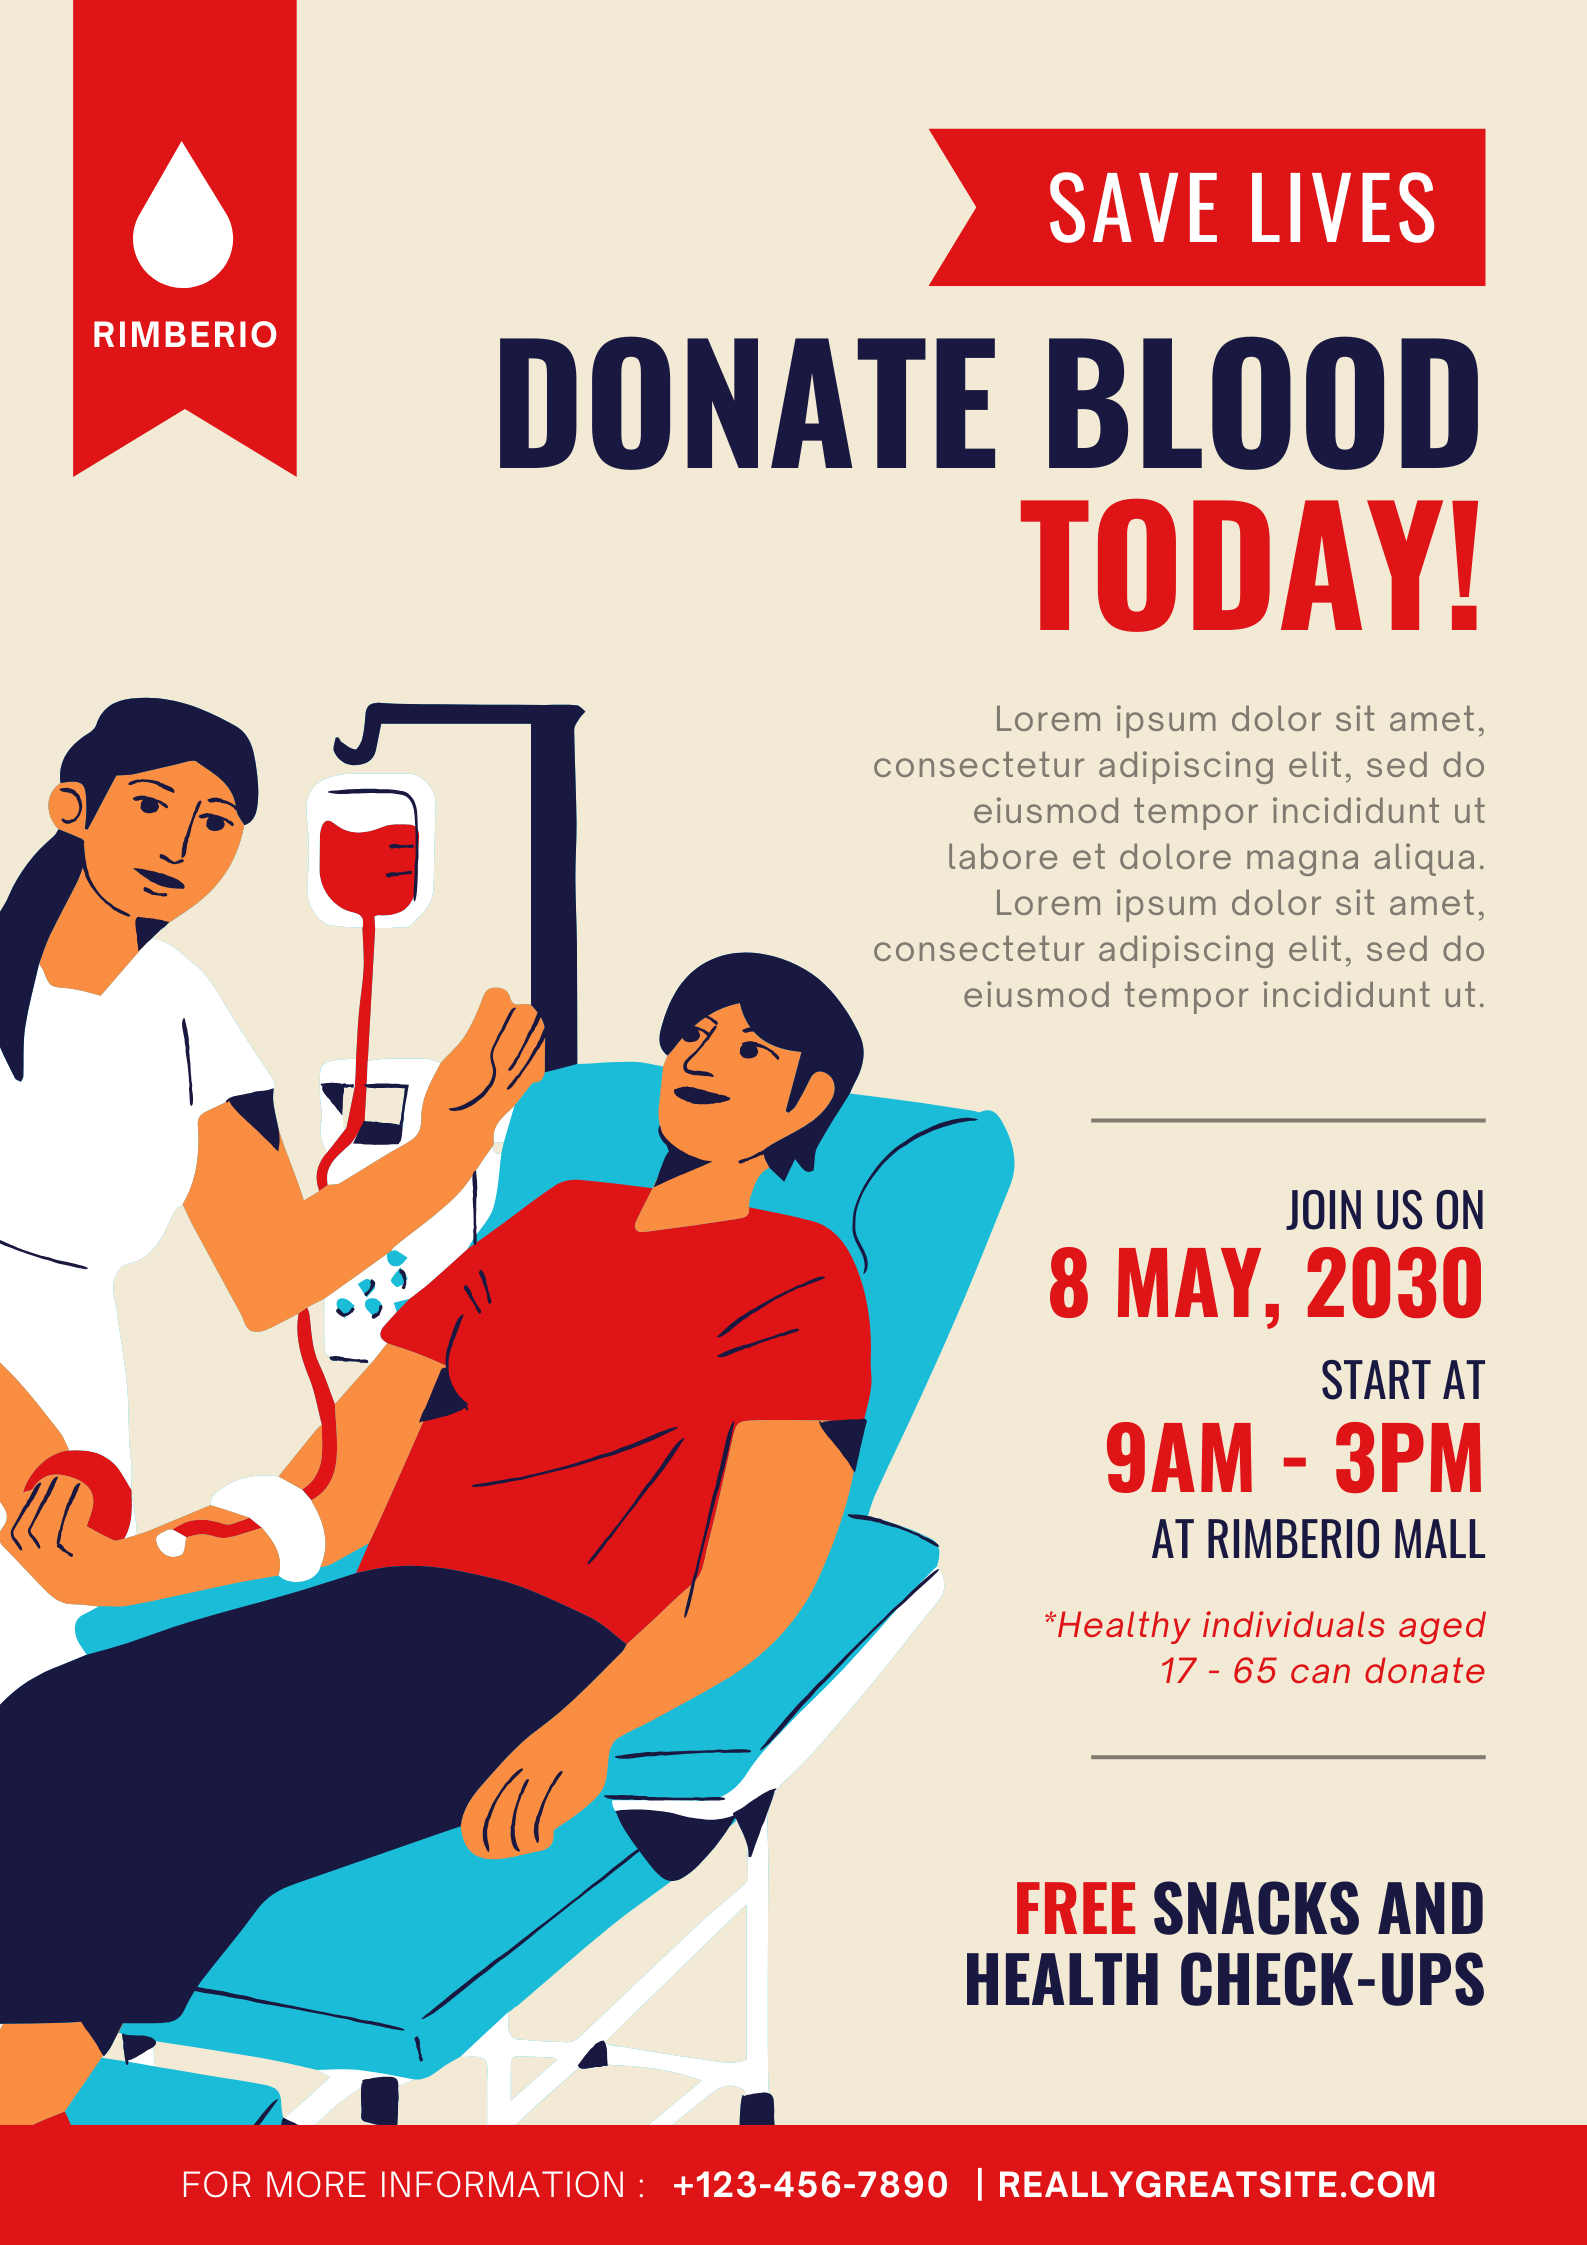 RIMBERIO
SAVE LIVES
DONATE BLOOD
TODAY!
Lorem ipsum dolor sit amet,
consectetur adipiscing elit, sed do
eiusmod tempor incididunt ut
labore et dolore magna aliqua.
Lorem ipsum dolor sit amet,
consectetur adipiscing elit, sed do
eiusmod tempor incididunt ut.
JOIN US ON
8 MAY, 2030
START AT
9AM - 3PM
AT RIMBERIO MALL
*Healthy individuals aged
17 - 65 can donate
FREE SNACKS AND
HEALTH CHECK-UPS
FOR MORE INFORMATION : +123-456-7890 | REALLYGREATSITE.COM